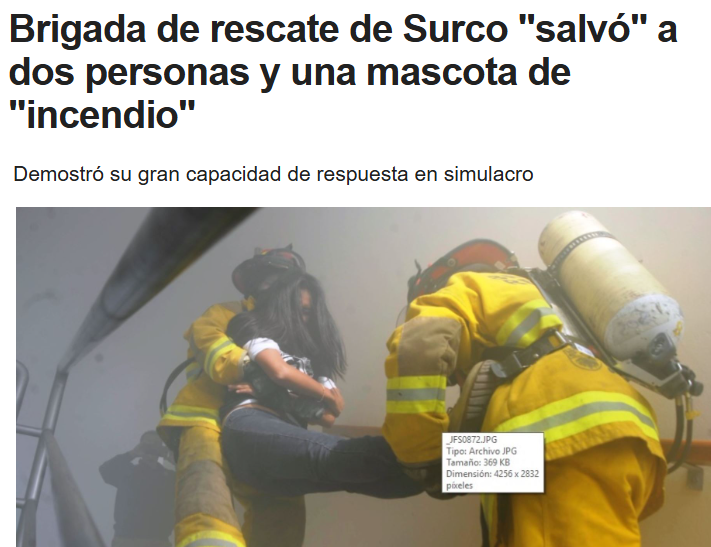 Brigada de rescate de Surco "salvó" a
dos personas y una mascota de
"incendio"
Demostró su gran capacidad de respuesta en simulacro
_JFS0872.JPG
Tipo: Archivo JPG
Tamaño: 369 KB
Dimensión: 4256 x 2832
píxeles